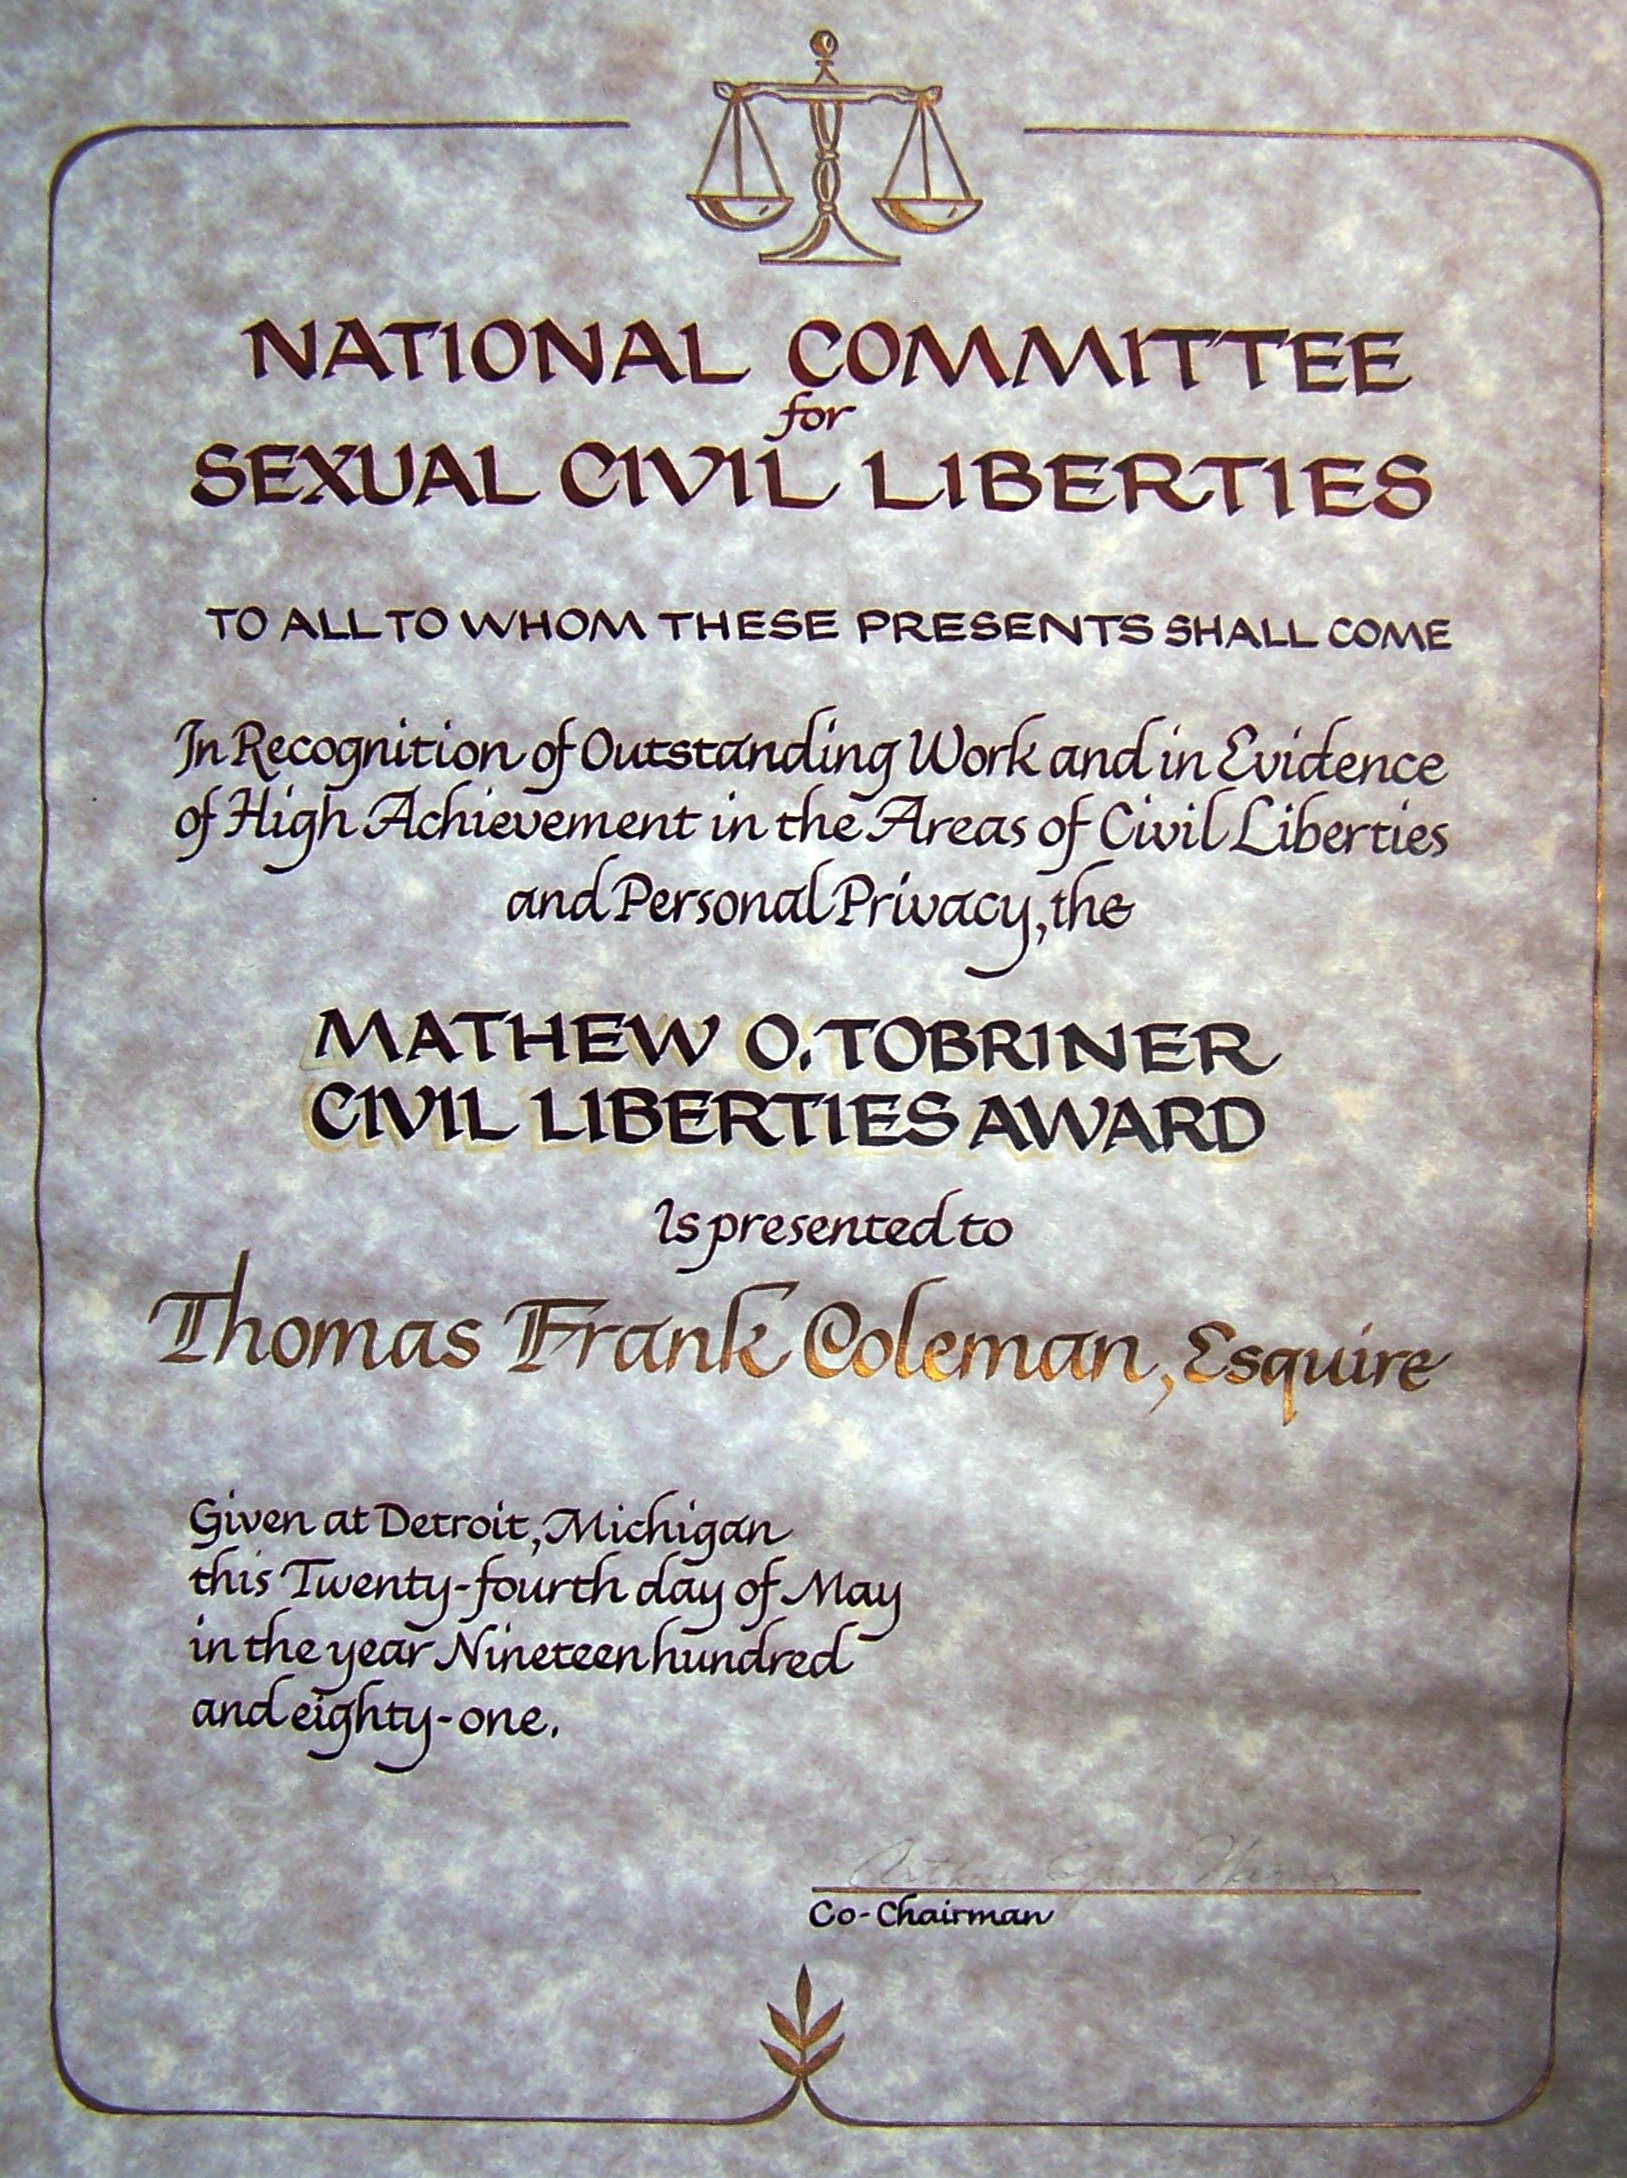 NATIONAL COMMITTEE
for
SEXUAL CIVIL LIBERTIES
TO ALL TO WHOM THESE PRESENTS SHALL COME
In Recognition of Outstanding Work and in Evidence
of High Achievement in the Areas of Civil Liberties
and Personal Privacy, the
MATHEW O. TOBRINER
CIVIL LIBERTIES AWARD
Is presented to
Thomas Frank Coleman, Esquire
Given at Detroit, Michigan
this Twenty-fourth day of May
in the year Nineteen hundred
and eighty-one.
Arthur
Co-Chairman